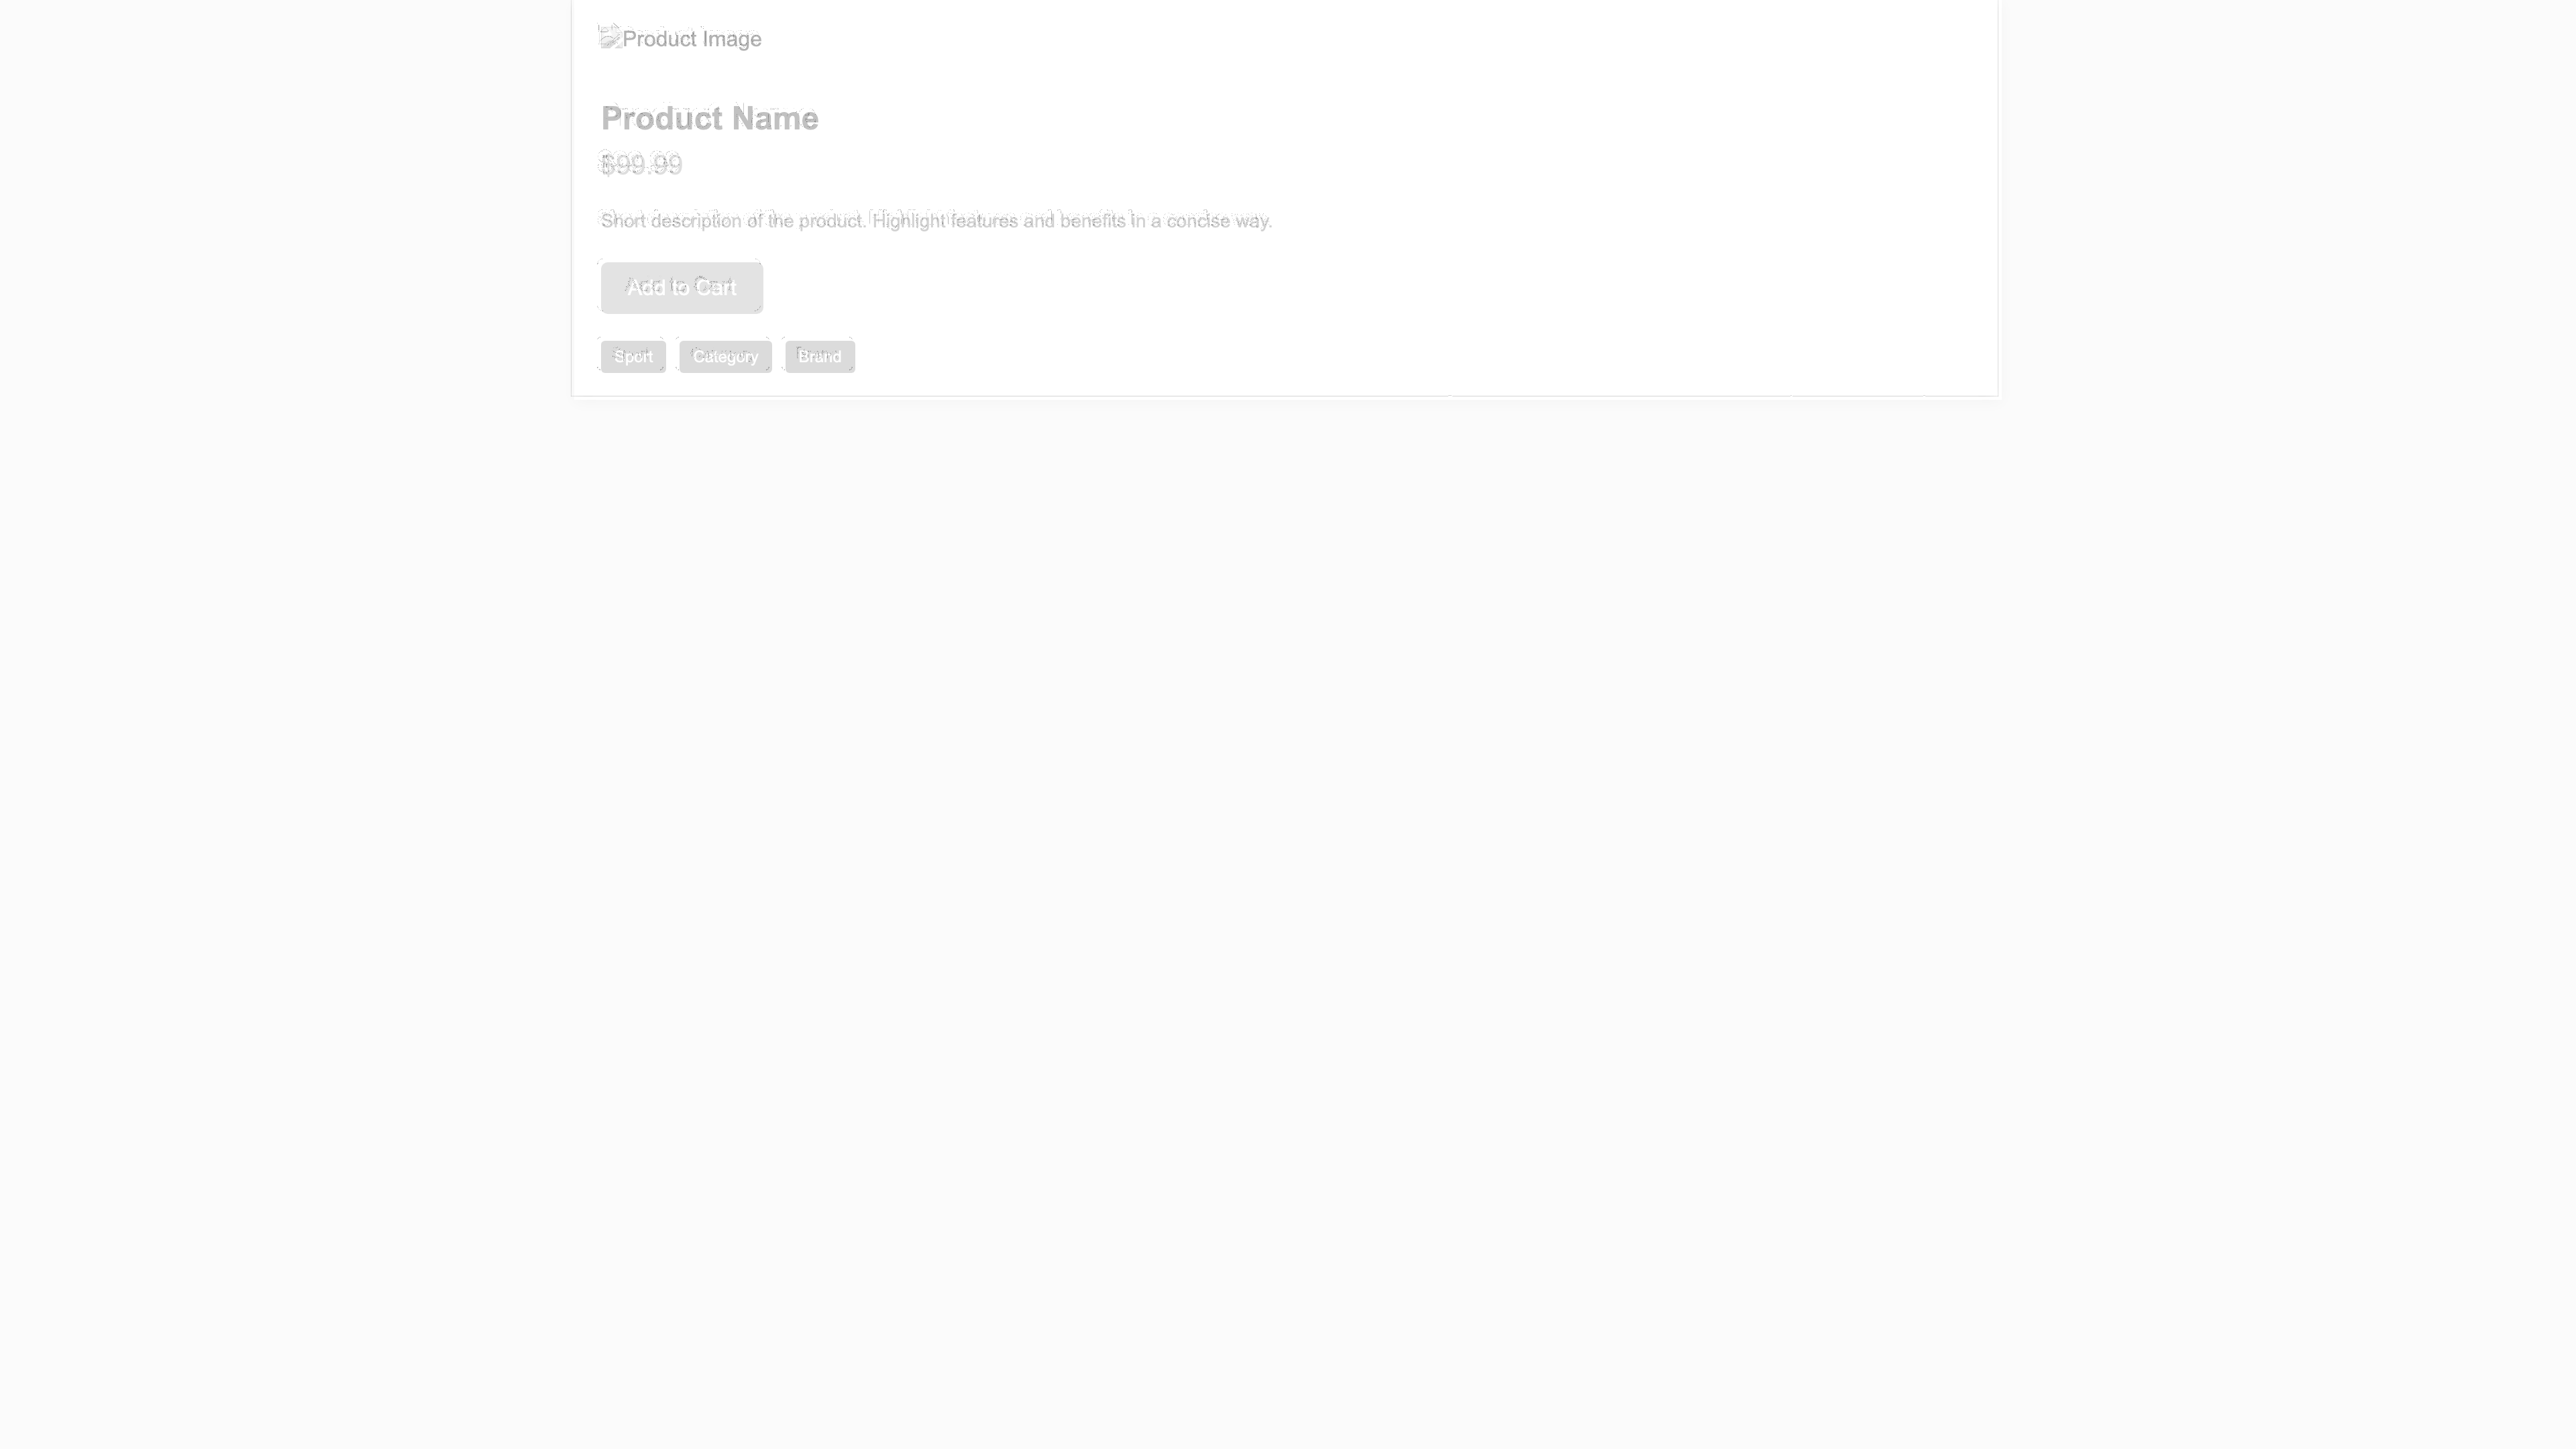 Product Image
Product Name
$99.99
Short description of the product. Highlight features and benefits in a concise way.
Add to Cart
Sport Category Brand